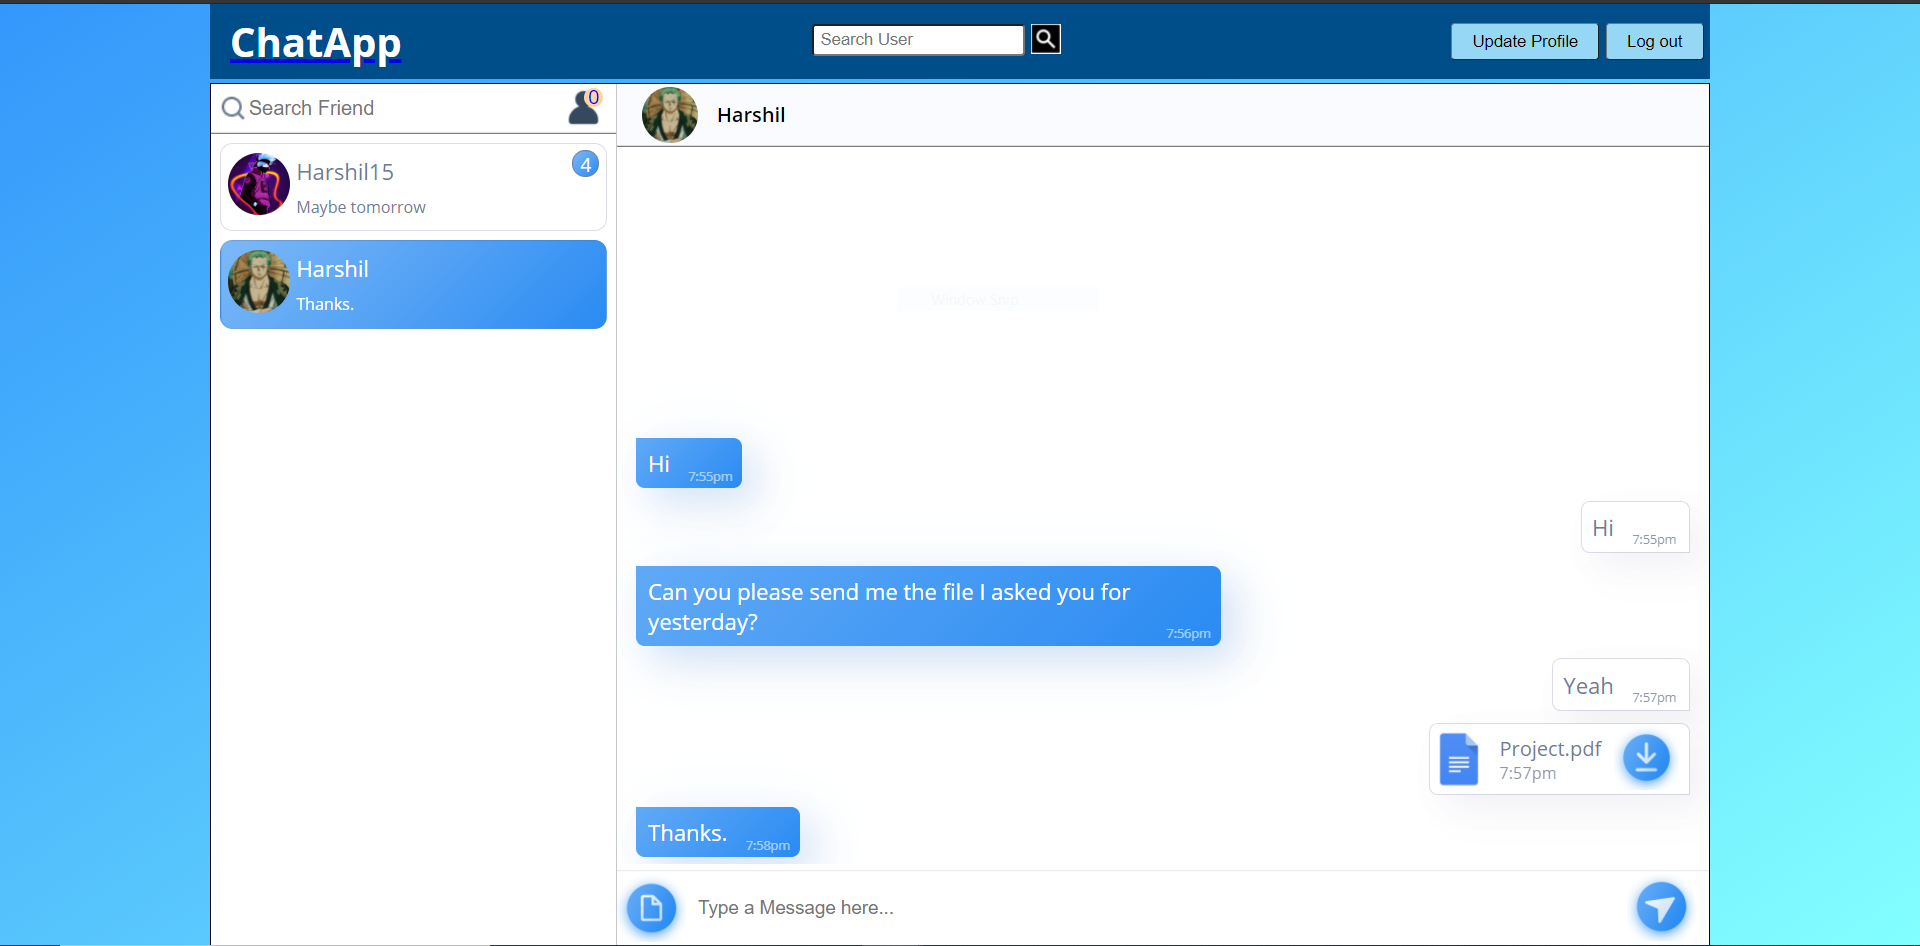 ChatApp
Search User
Update Profile
Log out
Search Friend
0
Harshil15
4
Maybe tomorrow
Harshil
Thanks.
Harshil
Window Snip
Hi
7:55pm
Hi
7:55pm
Can you please send me the file I asked you for
yesterday?
7:56pm
Yeah
7:57pm
Project.pdf
7:57pm
Thanks.
7:58pm
Type a Message here...